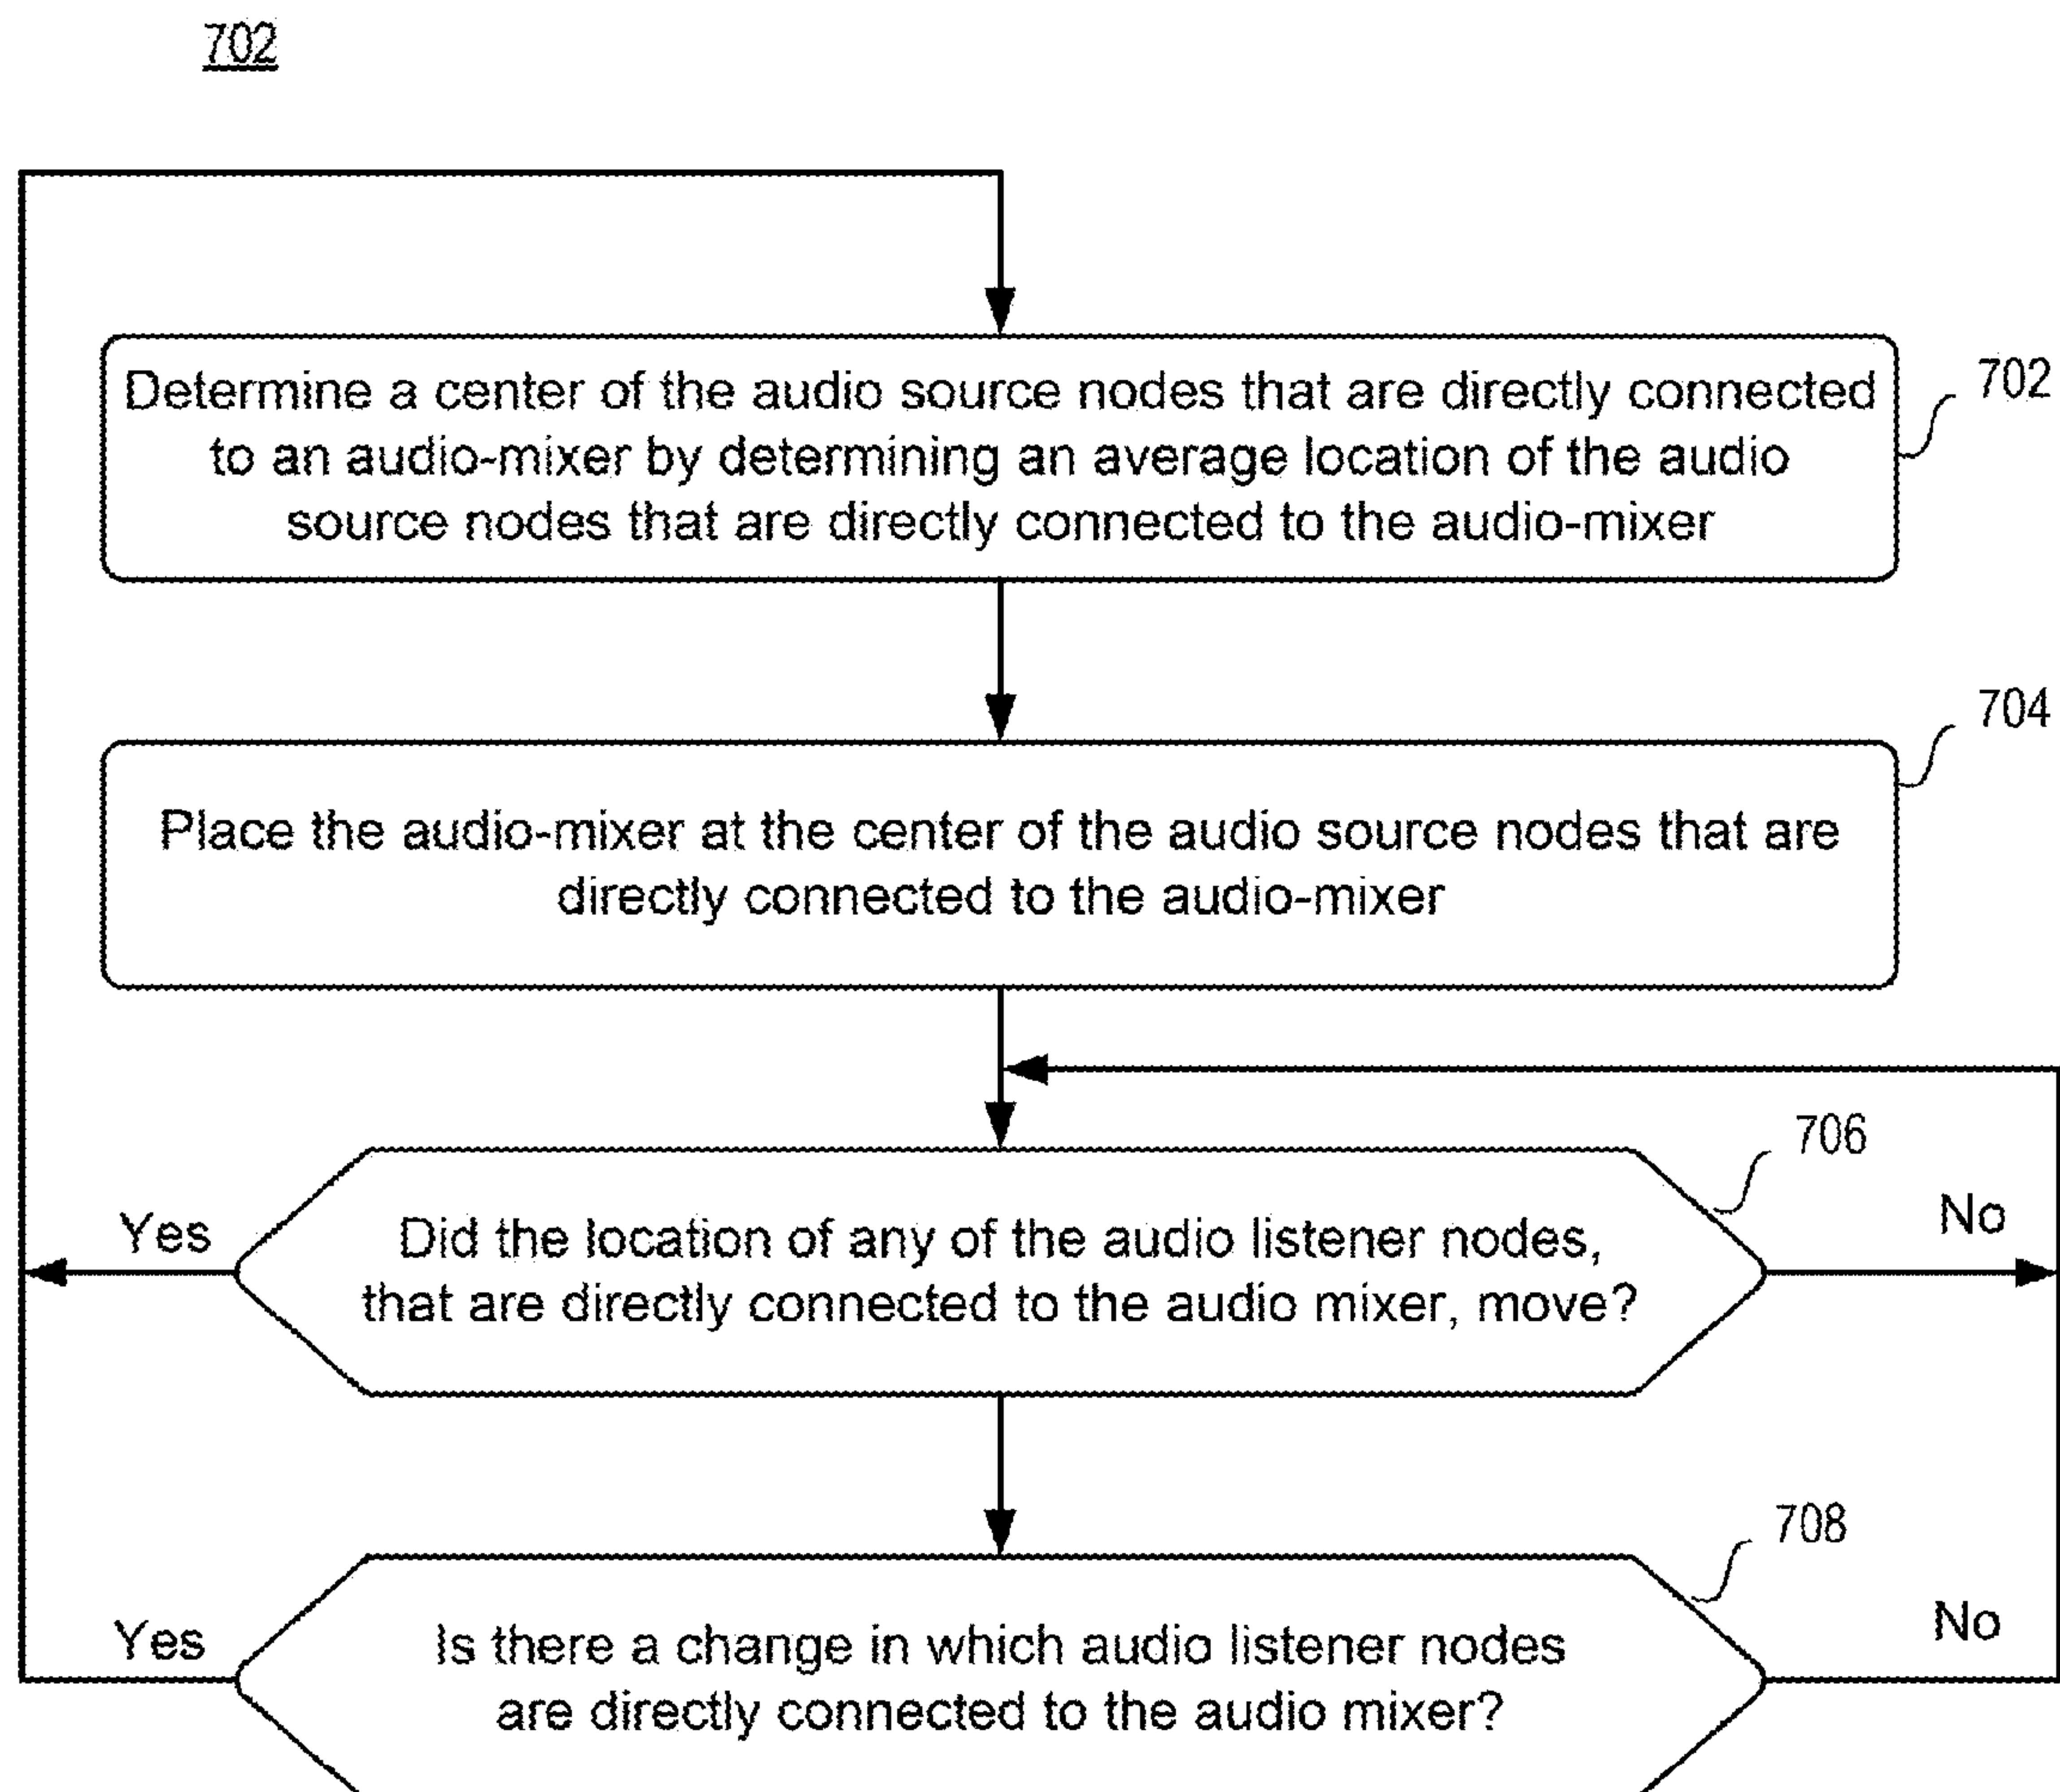 702
Determine a center of the audio source nodes that are directly connected
to an audio-mixer by determining an average location of the audio
source nodes that are directly connected to the audio-mixer
702
Place the audio-mixer at the center of the audio source nodes that are
directly connected to the audio-mixer
704
Did the location of any of the audio listener nodes,
that are directly connected to the audio mixer, move?
706
Yes
No
Is there a change in which audio listener nodes
are directly connected to the audio mixer?
708
Yes
No